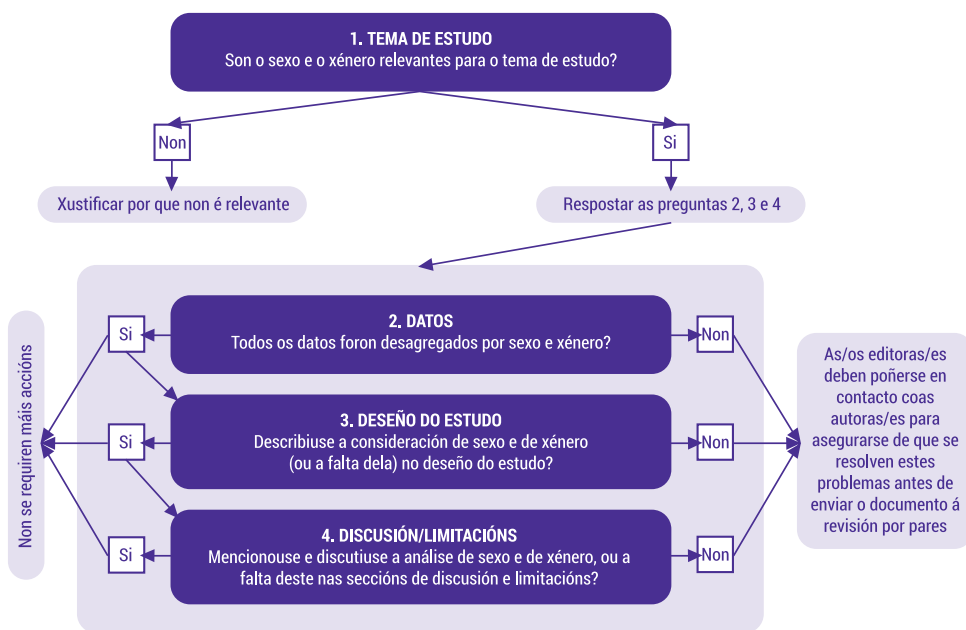 1. TEMA DE ESTUDO
Son o sexo e o xénero relevantes para o tema de estudo?
Non
Si
Xustificar por que non é relevante
Respostar as preguntas 2, 3 e 4
Non se requiren máis accións
Si
2. DATOS
Todos os datos foron desagregados por sexo e xénero?
Non
Si
3. DESEÑO DO ESTUDO
Describiuse a consideración de sexo e de xénero
(ou a falta dela) no deseño do estudo?
Non
Si
4. DISCUSIÓN/LIMITACIÓNS
Mencionouse e discutiuse a análise de sexo e de xénero, ou a
falta deste nas seccións de discusión e limitacións?
Non
As/os editoras/es
deben poñerse en
contacto coas
autoras/es para
asegurarse de que se
resolven estes
problemas antes de
enviar o documento á
revisión por pares